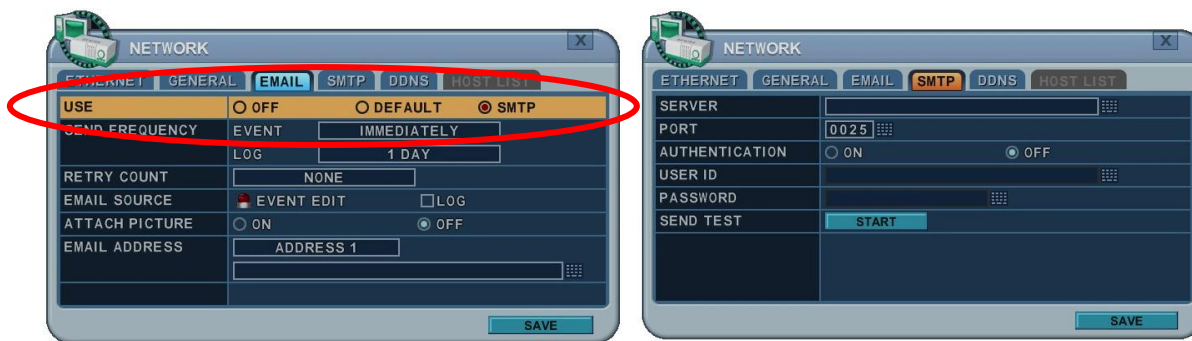 NETWORK
X
ETHERNET GENERAL EMAIL SMTP DDNS HOST LIST
USE OFF DEFAULT SMTP
SEND FREQUENCY EVENT IMMEDIATELY
LOG 1 DAY
RETRY COUNT NONE
EMAIL SOURCE EVENT EDIT LOG
ATTACH PICTURE ON OFF
EMAIL ADDRESS ADDRESS 1
SAVE
NETWORK
X
ETHERNET GENERAL EMAIL SMTP DDNS HOST LIST
SERVER
PORT 0025
AUTHENTICATION ON OFF
USER ID
PASSWORD
SEND TEST START
SAVE